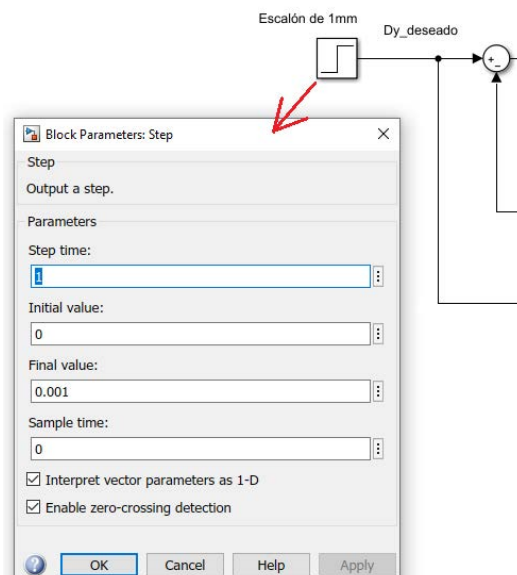 Escalón de 1mm
Dy_deseado
Block Parameters: Step
Step
Output a step.
Parameters
Step time:
1
Initial value:
0
Final value:
0.001
Sample time:
0
Interpret vector parameters as 1-D
Enable zero-crossing detection
OK Cancel Help Apply